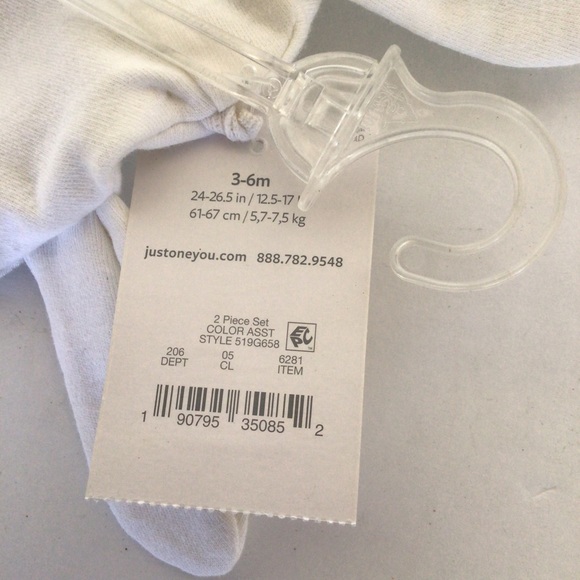 3-6m
24-26.5 in / 12.5-17
61-67 cm / 5,7-7,5 kg
justoneyou.com 888.782.9548
2 Piece Set
COLOR ASST
STYLE 519G658
EPC
206 05 6281
DEPT CL ITEM
1 90795 35085 2